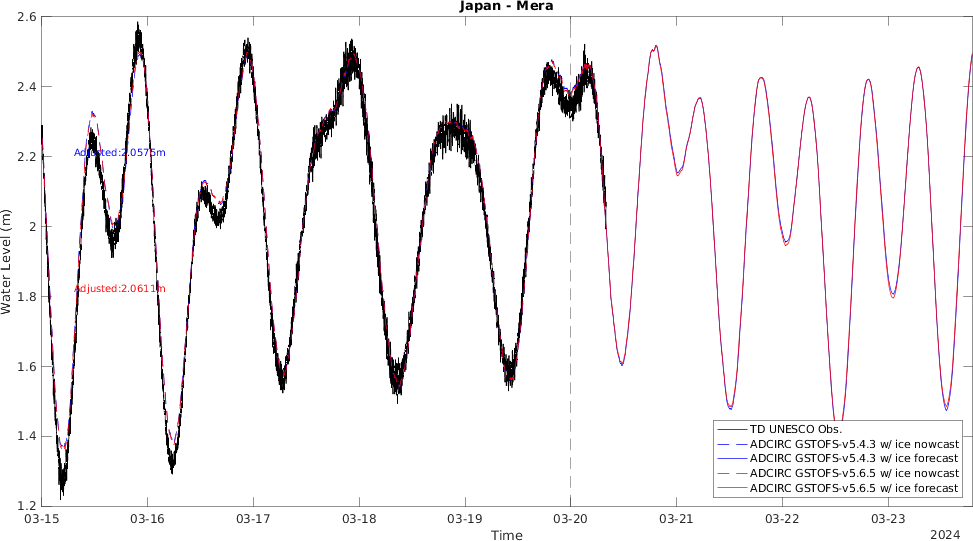 Japan - Mera
2.6
2.4
2.2
2
1.8
1.6
1.4
1.2
Water Level (m)
Adjusted:2.0575m
Adjusted:2.0611m
TD UNESCO Obs.
ADCIRC GSTOFS-v5.4.3 w/ ice nowcast
ADCIRC GSTOFS-v5.4.3 w/ ice forecast
ADCIRC GSTOFS-v5.6.5 w/ ice nowcast
ADCIRC GSTOFS-v5.6.5 w/ ice forecast
03-15 03-16 03-17 03-18 03-19 03-20 03-21 03-22 03-23
Time
2024